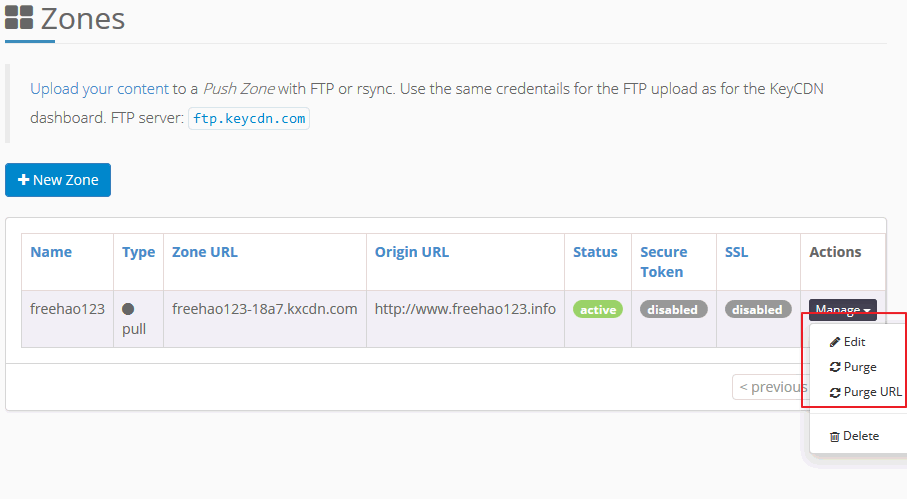 Zones
Upload your content to a Push Zone with FTP or rsync. Use the same credentails for the FTP upload as for the KeyCDN
dashboard. FTP server: ftp.keycdn.com
New Zone
Name Type Zone URL Origin URL Status Secure Token SSL Actions
freehao123 pull freehao123-18a7.kxcdn.com http://www.freehao123.info active disabled disabled Manage
Edit
Purge
< previous
Purge URL
Delete